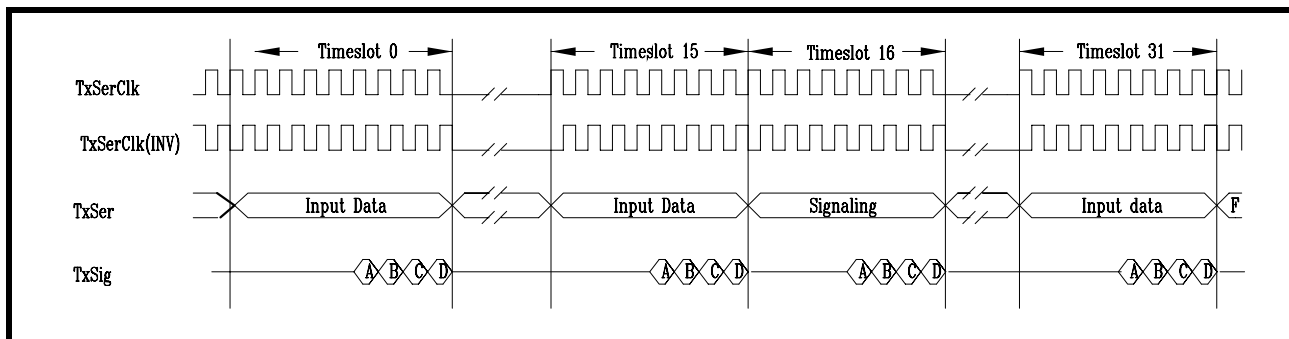 Timeslot 0 Timeslot 15 Timeslot 16 Timeslot 31
TxSerClk
TxSerClk(INV)
TxSer Input Data Input Data Signaling Input data F
TxSig A B C D A B C D A B C D A B C D